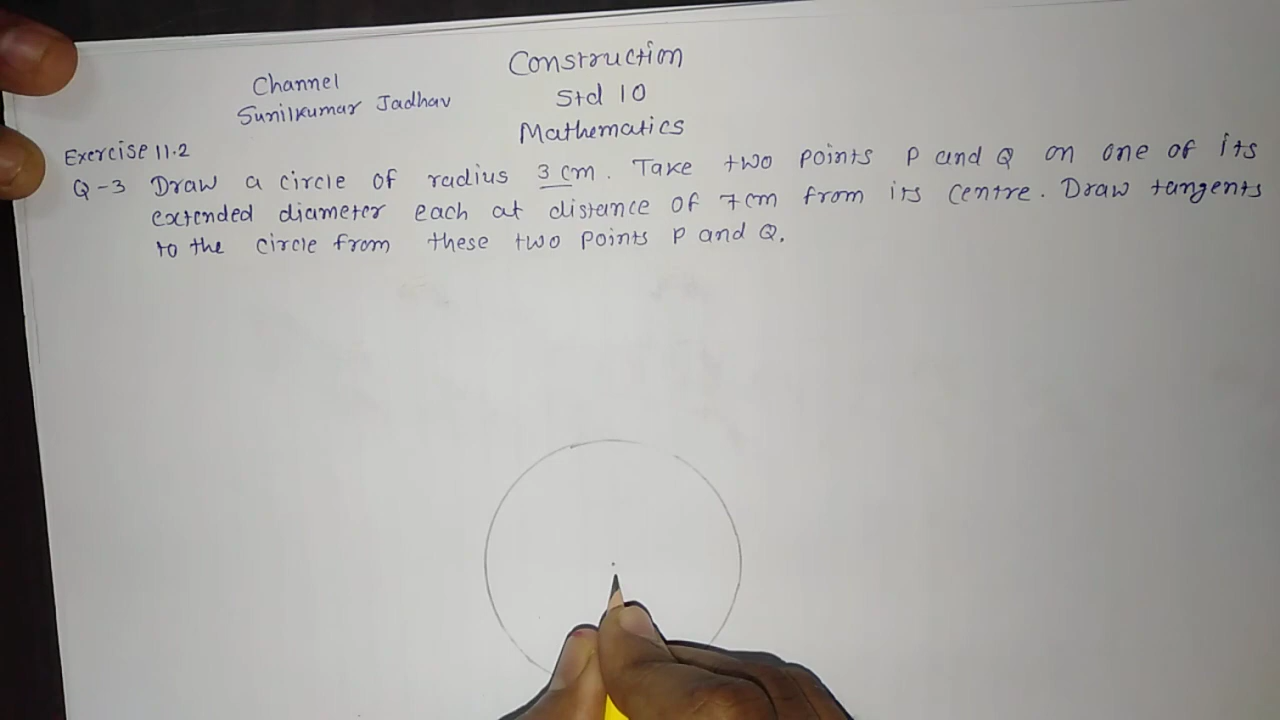 Construction
Channel
Sunilkumar Jadhav
Std 10
Mathematics
Exercise 11.2
Q-3 Draw a circle of radius 3 cm. Take two points P and Q on one of its
extended diameter each at distance of 7cm from its centre. Draw tangents
to the circle from these two points P and Q.